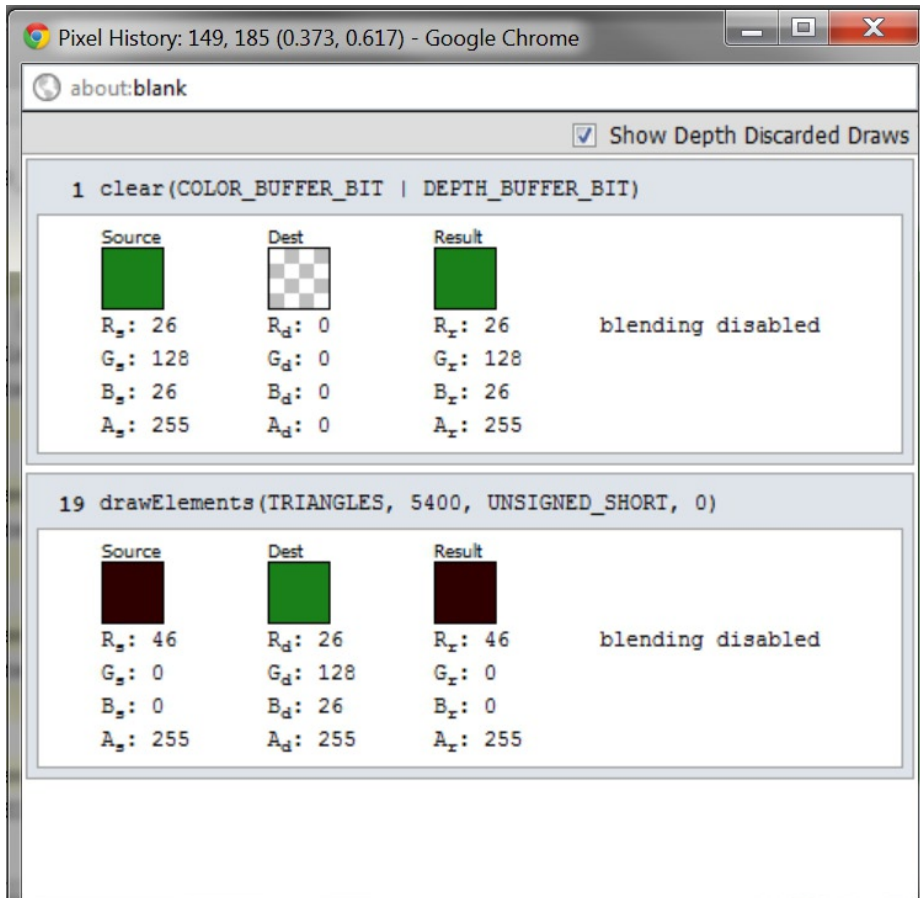 Pixel History: 149, 185 (0.373, 0.617) - Google Chrome
about:blank
Show Depth Discarded Draws
1 clear(COLOR_BUFFER_BIT | DEPTH_BUFFER_BIT)
Source Dest Result
Rs: 26 Rd: 0 Rr: 26 blending disabled
Gs: 128 Gd: 0 Gr: 128
Bs: 26 Bd: 0 Br: 26
As: 255 Ad: 0 Ar: 255
19 drawElements(TRIANGLES, 5400, UNSIGNED_SHORT, 0)
Source Dest Result
Rs: 46 Rd: 26 Rr: 46 blending disabled
Gs: 0 Gd: 128 Gr: 0
Bs: 0 Bd: 26 Br: 0
As: 255 Ad: 255 Ar: 255